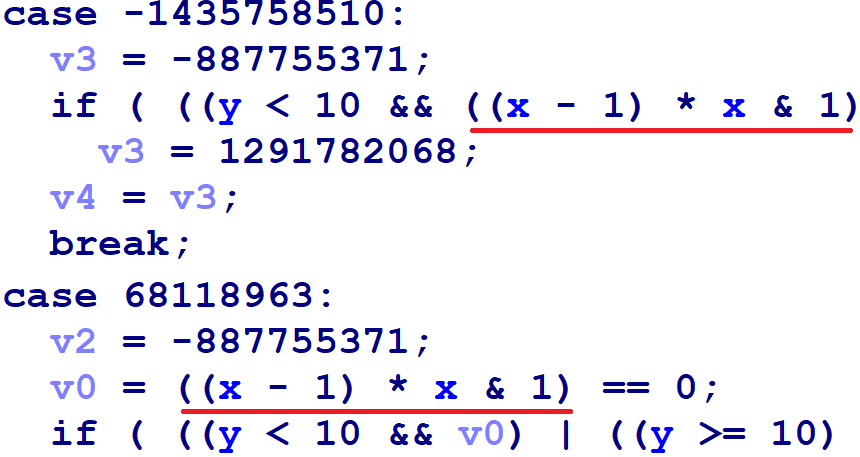 case -1435758510:
v3 = -887755371;
if ( ((y < 10 && ((x - 1) * x & 1)
v3 = 1291782068;
v4 = v3;
break;
case 68118963:
v2 = -887755371;
v0 = ((x - 1) * x & 1) == 0;
if ( ((y < 10 && v0) | ((y >= 10)